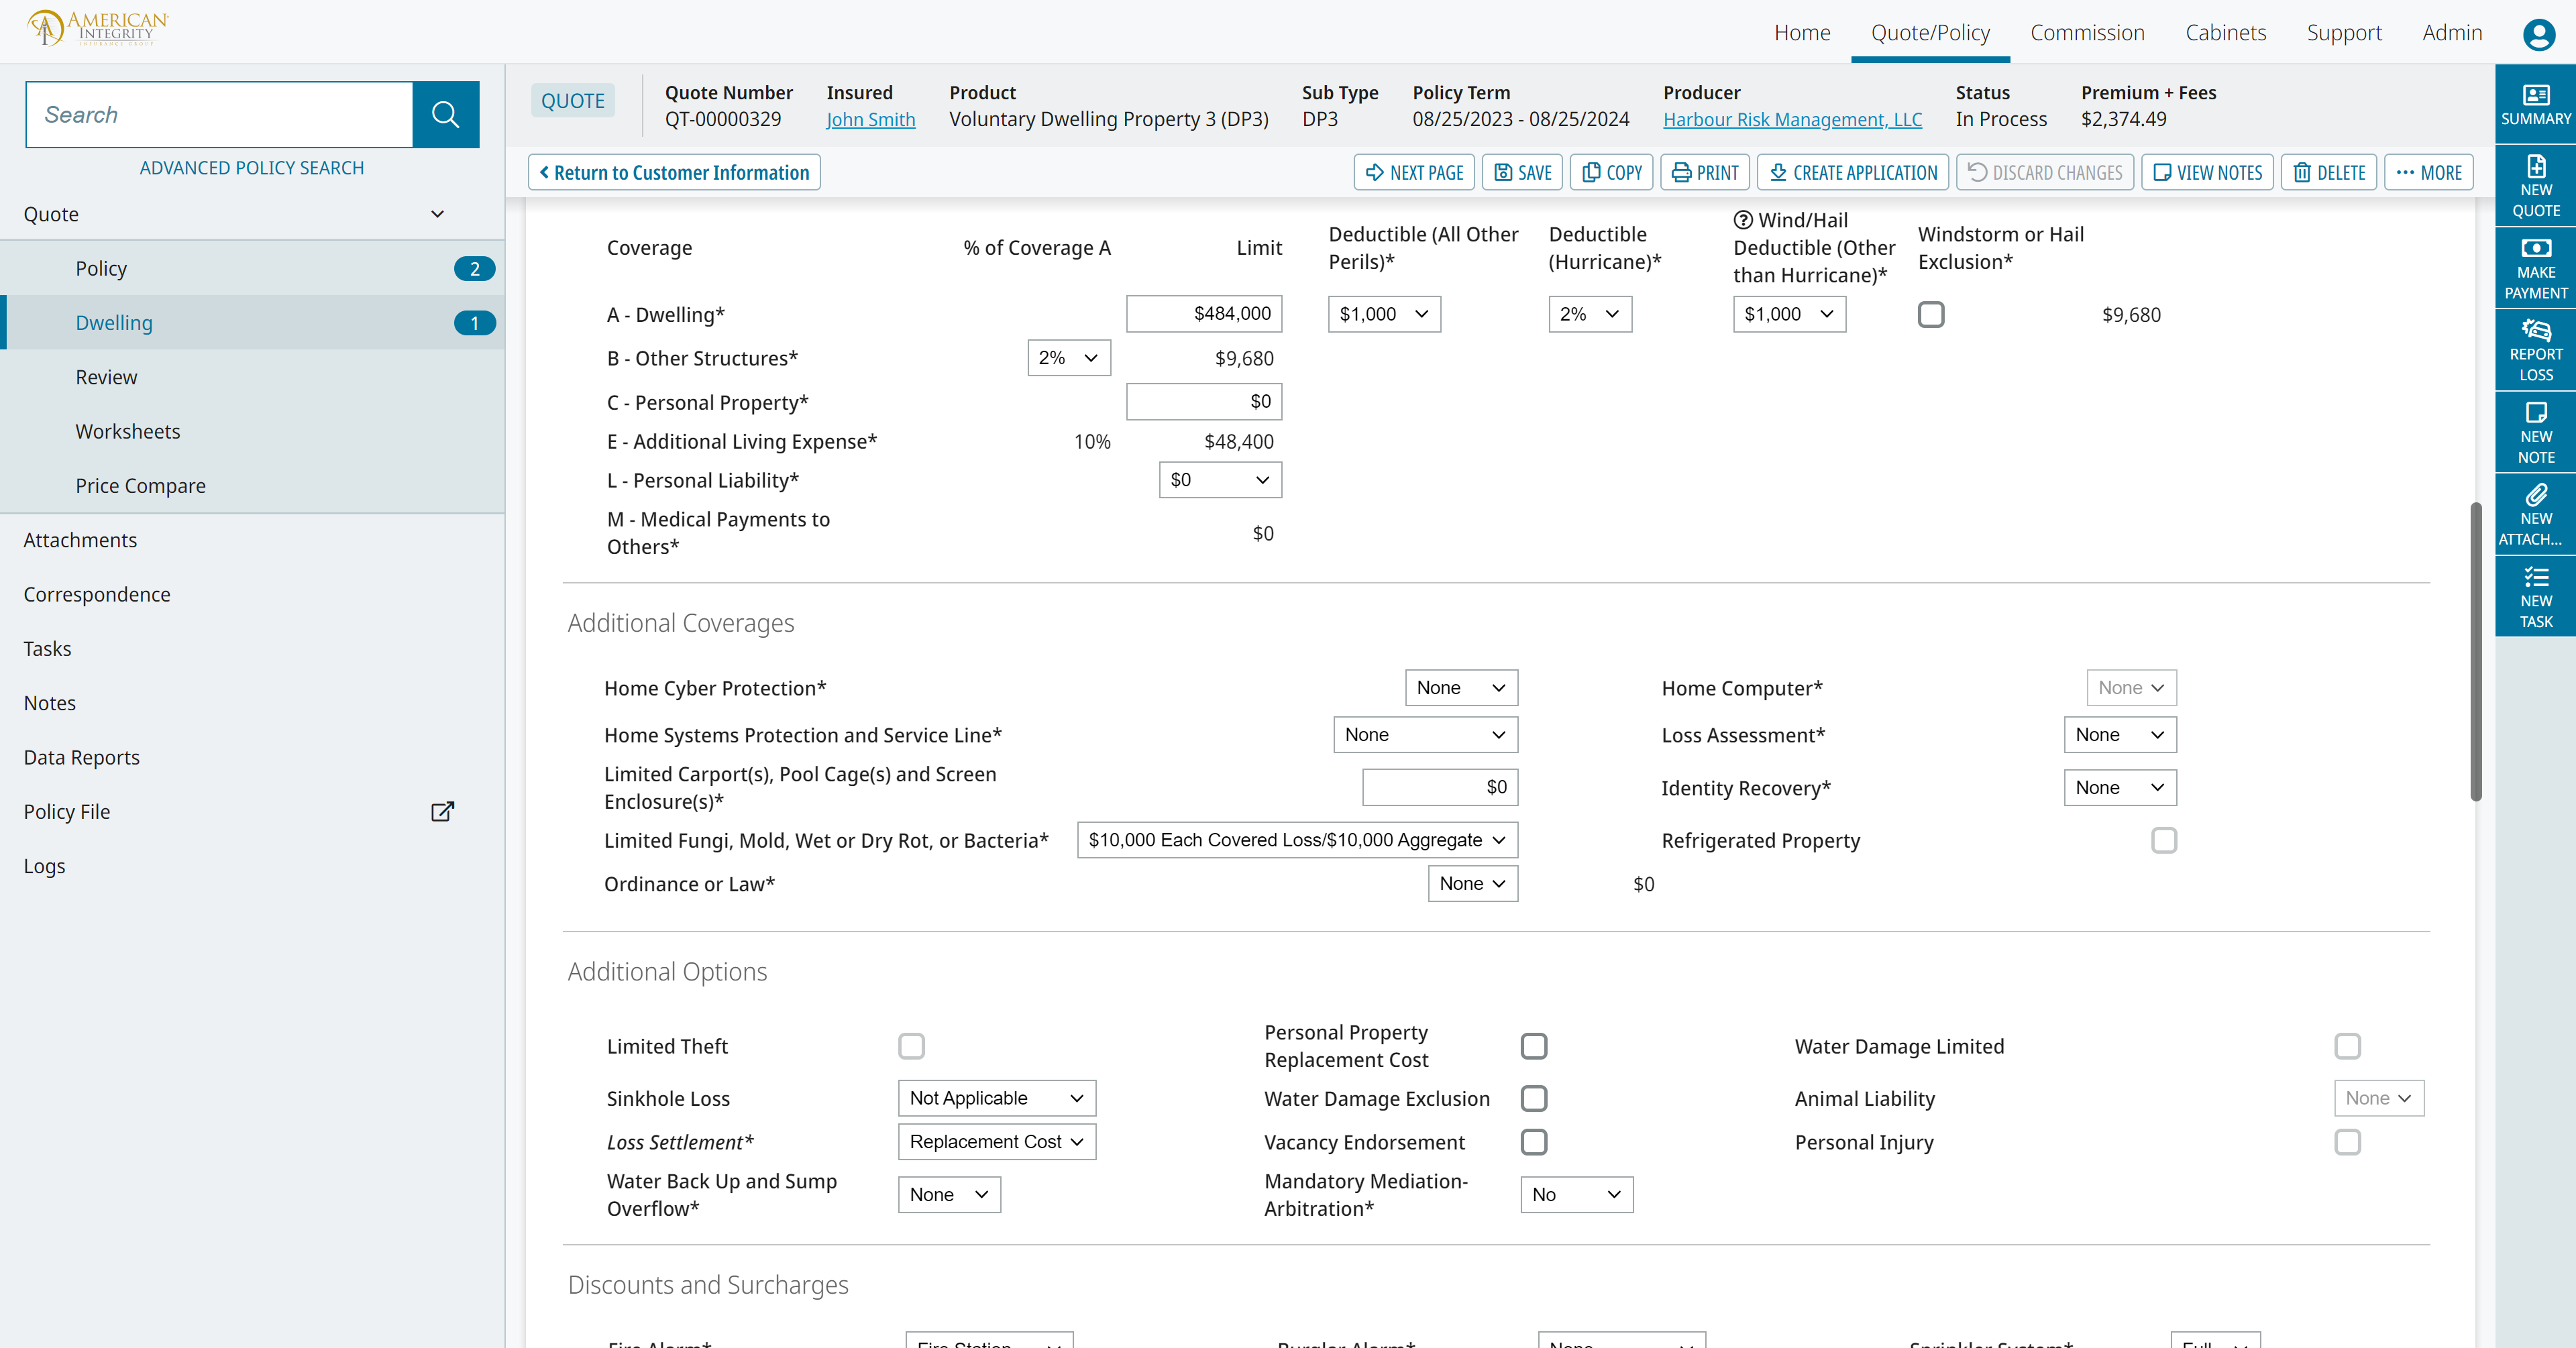 AMERICAN
INTEGRITY
INSURANCE GROUP
Home
Quote/Policy
Commission
Cabinets
Support
Admin
Search
ADVANCED POLICY SEARCH
Quote
Policy
2
Dwelling
1
Review
Worksheets
Price Compare
Attachments
Correspondence
Tasks
Notes
Data Reports
Policy File
Logs
QUOTE
Quote Number
QT-00000329
Insured
John Smith
Product
Voluntary Dwelling Property 3 (DP3)
Sub Type
DP3
Policy Term
08/25/2023 - 08/25/2024
Producer
Harbour Risk Management, LLC
Status
In Process
Premium + Fees
$2,374.49
Return to Customer Information
NEXT PAGE
SAVE
COPY
PRINT
CREATE APPLICATION
DISCARD CHANGES
VIEW NOTES
DELETE
MORE
Coverage
% of Coverage A
Limit
Deductible (All Other
Perils)*
Deductible
(Hurricane)*
Wind/Hail
Deductible (Other
than Hurricane)*
Windstorm or Hail
Exclusion*
A - Dwelling*
$484,000
$1,000
2%
$1,000
$9,680
B - Other Structures*
2%
$9,680
C - Personal Property*
$0
E - Additional Living Expense*
10%
$48,400
L - Personal Liability*
$0
M - Medical Payments to
Others*
$0
Additional Coverages
Home Cyber Protection*
None
Home Computer*
None
Home Systems Protection and Service Line*
None
Loss Assessment*
None
Limited Carport(s), Pool Cage(s) and Screen
Enclosure(s)*
$0
Identity Recovery*
None
Limited Fungi, Mold, Wet or Dry Rot, or Bacteria*
$10,000 Each Covered Loss/$10,000 Aggregate
Refrigerated Property
Ordinance or Law*
None
$0
Additional Options
Limited Theft
Personal Property
Replacement Cost
Water Damage Limited
Sinkhole Loss
Not Applicable
Water Damage Exclusion
Animal Liability
None
Loss Settlement*
Replacement Cost
Vacancy Endorsement
Personal Injury
Water Back Up and Sump
Overflow*
None
Mandatory Mediation-
Arbitration*
No
Discounts and Surcharges
Fire Alarm*
Fire Station
Burglar Alarm*
None
Sprinkler System*
Full
SUMMARY
NEW
QUOTE
MAKE
PAYMENT
REPORT
LOSS
NEW
NOTE
NEW
ATTACH...
NEW
TASK